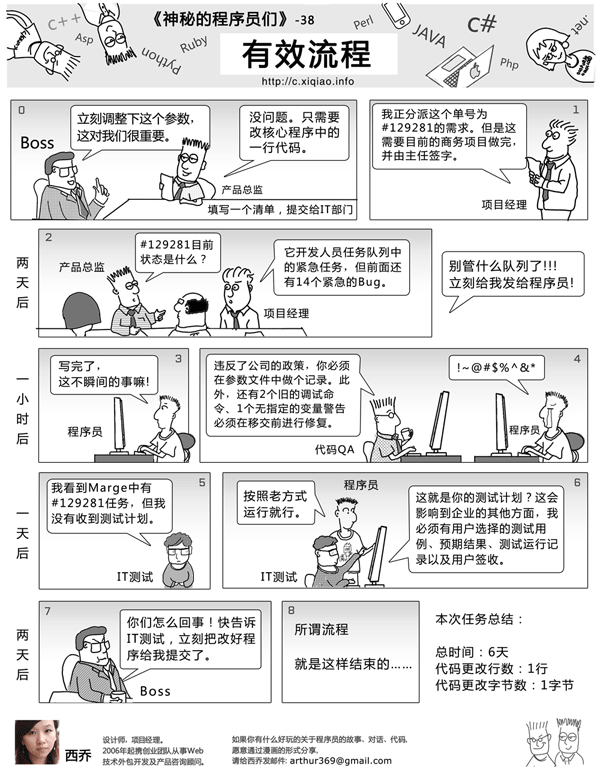 《神秘的程序员们》-38
C++
Asp
Python
Ruby
Perl
JAVA
C#
Php
.net
有效流程
http://c.xiqiao.info
0
Boss
立刻调整下这个参数，
这对我们很重要。
没问题。只需要
改核心程序中的
一行代码。
产品总监
填写一个清单，提交给IT部门
1
我正分派这个单号为
#129281的需求。但是这
需要目前的商务项目做完，
并由主任签字。
项目经理
两天后
2
产品总监
#129281目前
状态是什么？
它开发人员任务队列中
的紧急任务，但前面还
有14个紧急的Bug。
项目经理
别管什么队列了!!!
立刻给我发给程序员!
一小时后
3
写完了，
这不瞬间的事嘛!
程序员
4
违反了公司的政策，你必须
在参数文件中做个记录。此
外，还有2个旧的调试命
令、1个无指定的变量警告
必须在移交前进行修复。
代码QA
!~@#$%^&*
程序员
一天后
5
我看到Marge中有
#129281任务，但我
没有收到测试计划。
IT测试
6
按照老方式
运行就行。
程序员
IT测试
这就是你的测试计划？这会
影响到企业的其他方面，我
必须有用户选择的测试用
例、预期结果、测试运行记
录以及用户签收。
两天后
7
你们怎么回事！快告诉
IT测试，立刻把改好程
序给我提交了。
Boss
8
所谓流程
就是这样结束的……
本次任务总结：
总时间：6天
代码更改行数：1行
代码更改字节数：1字节
西乔
设计师，项目经理。
2006年起携创业团队从事Web
技术外包开发及产品咨询顾问。
如果你有什么好玩的关于程序员的故事、对话、代码，
愿意通过漫画的形式分享，
请给西乔发邮件: arthur369@gmail.com